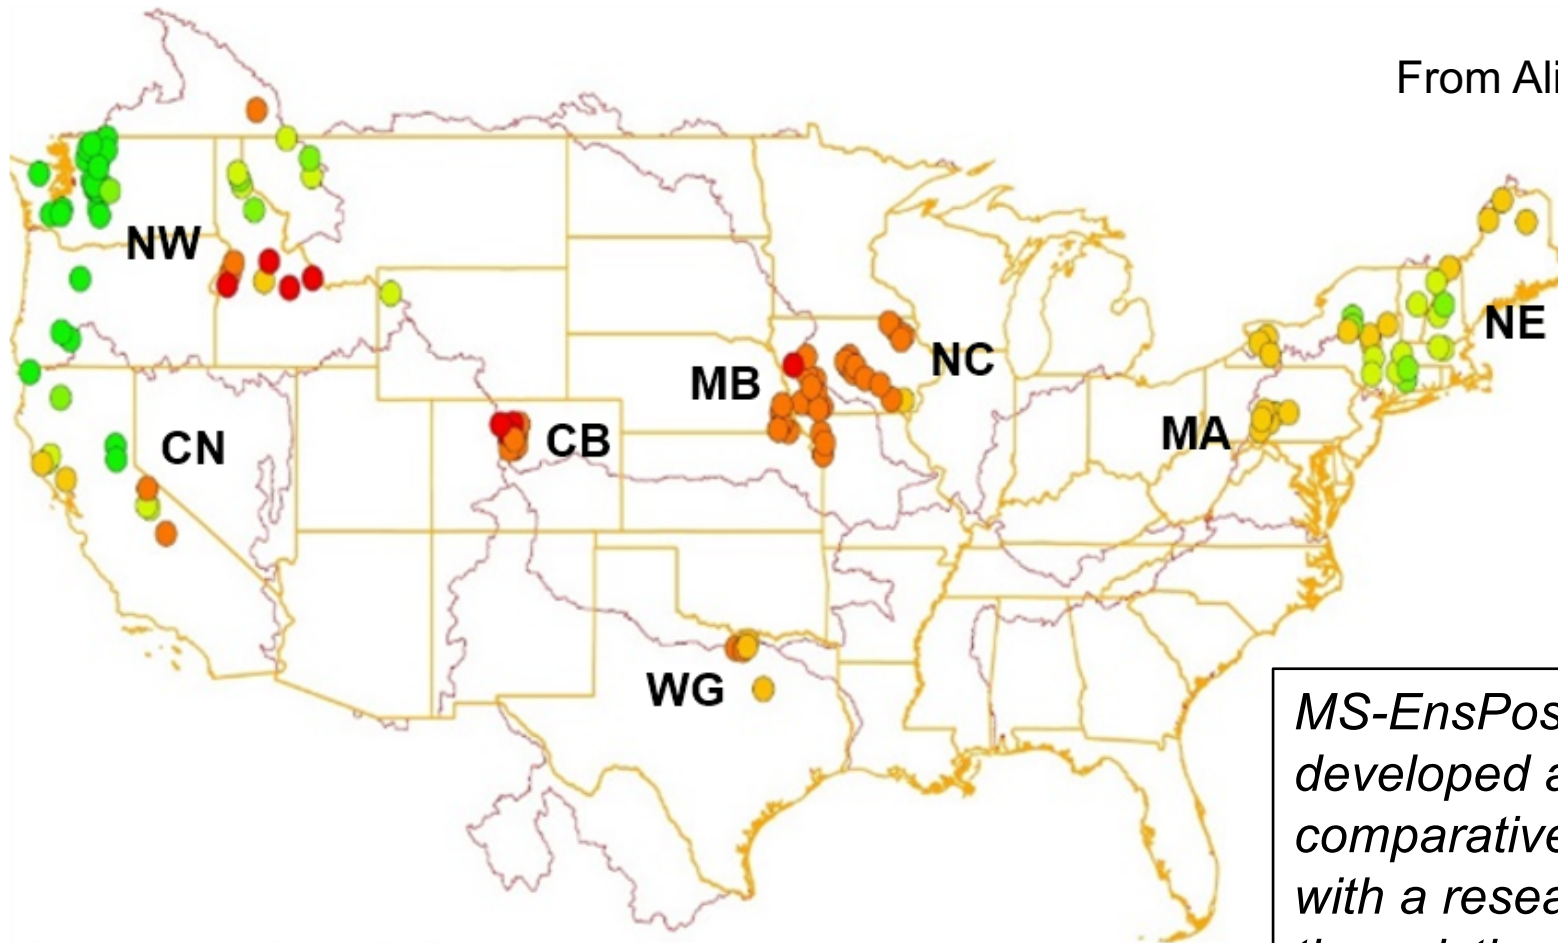 From Ali
NW
NE
NC
MB
MA
CN
CB
WG
MS-EnsPos
developed a
comparative
with a resea